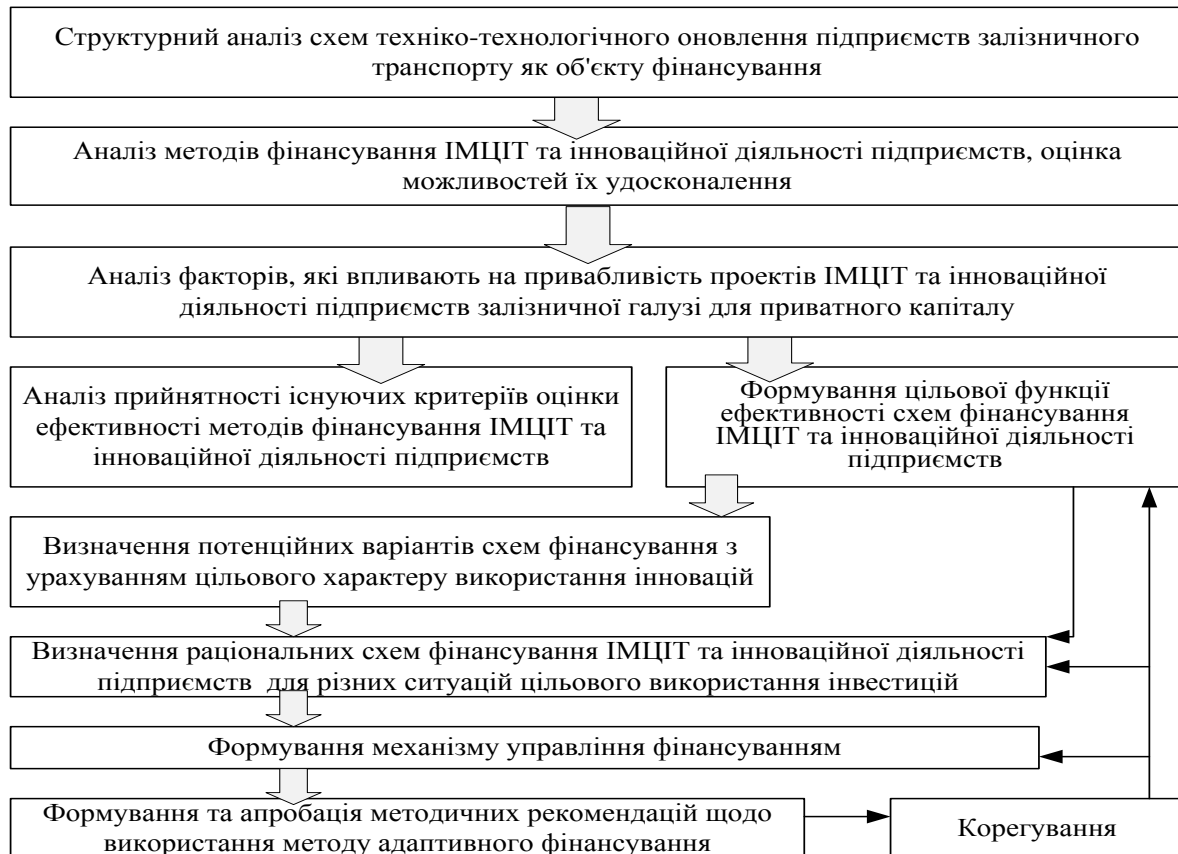 Структурний аналіз схем техніко-технологічного оновлення підприємств залізничного
транспорту як об'єкту фінансування
Аналіз методів фінансування ІМЦІТ та інноваційної діяльності підприємств, оцінка
можливостей їх удосконалення
Аналіз факторів, які впливають на привабливість проектів ІМЦІТ та інноваційної
діяльності підприємств залізничної галузі для приватного капіталу
Аналіз прийнятності існуючих критеріїв оцінки
ефективності методів фінансування ІМЦІТ та
інноваційної діяльності підприємств
Формування цільової функції
ефективності схем фінансування
ІМЦІТ та інноваційної діяльності
підприємств
Визначення потенційних варіантів схем фінансування з
урахуванням цільового характеру використання інновацій
Визначення раціональних схем фінансування ІМЦІТ та інноваційної діяльності
підприємств для різних ситуацій цільового використання інвестицій
Формування механізму управління фінансуванням
Формування та апробація методичних рекомендацій щодо
використання методу адаптивного фінансування
Корегування